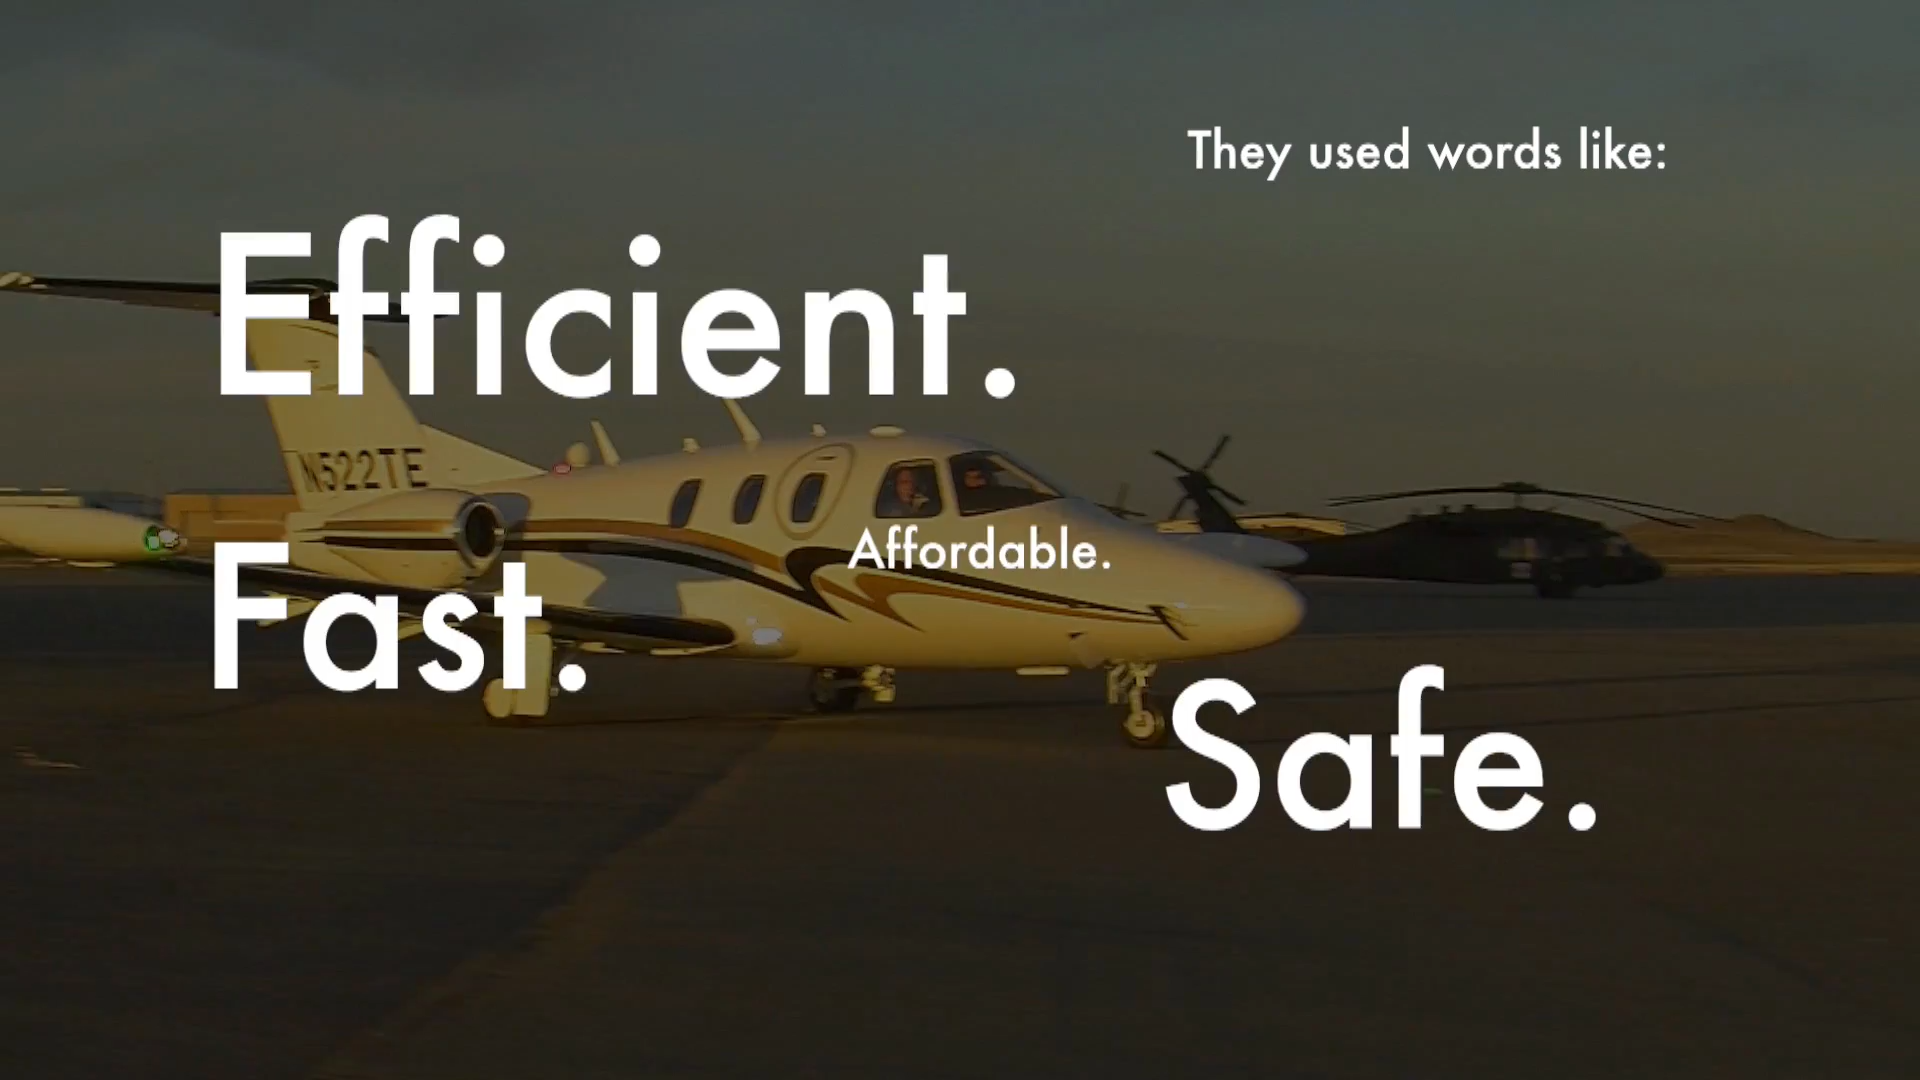 They used words like:
Efficient.
N522TE
Affordable.
Fast.
Safe.